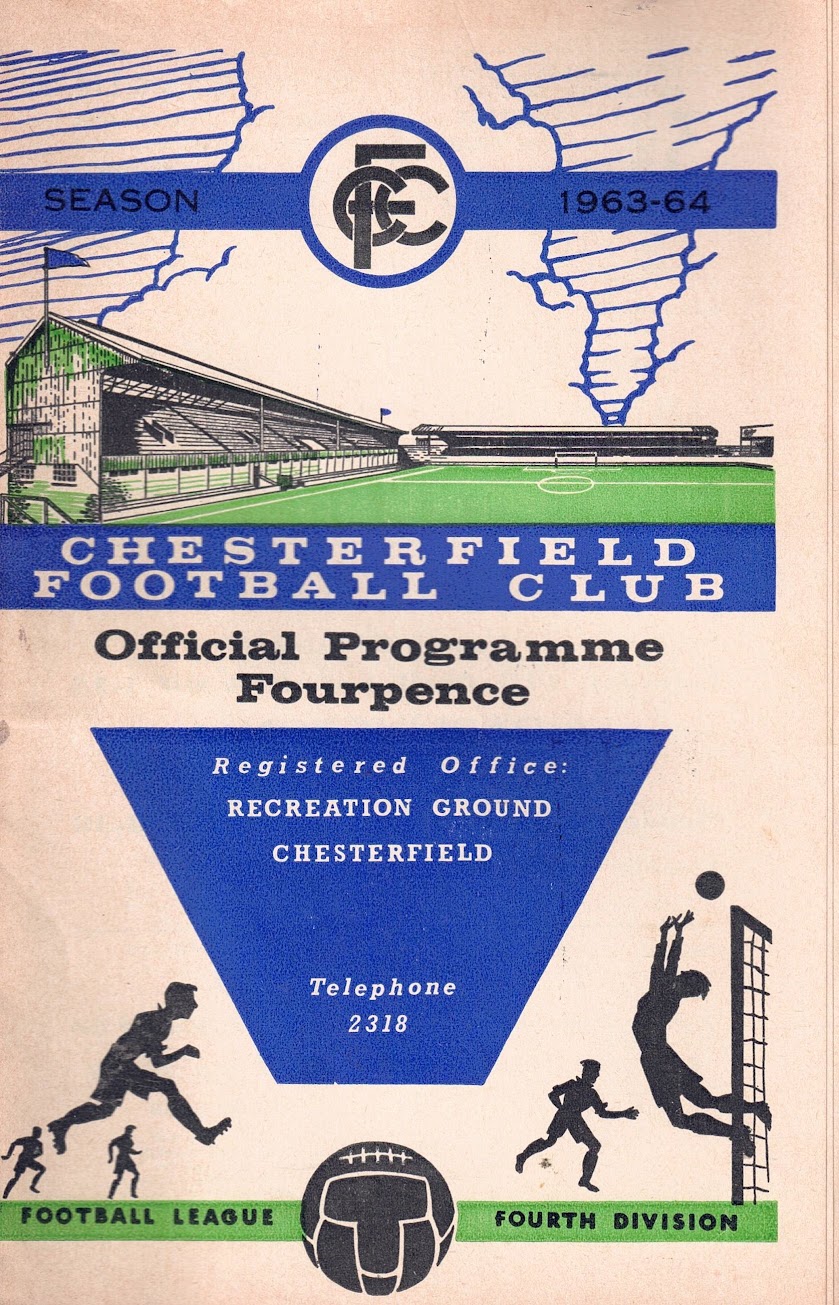 SEASON
CFC
1963-64
CHESTERFIELD
FOOTBALL CLUB
Official Programme
Fourpence
Registered Office:
RECREATION GROUND
CHESTERFIELD
Telephone
2318
FOOTBALL LEAGUE
FOURTH DIVISION